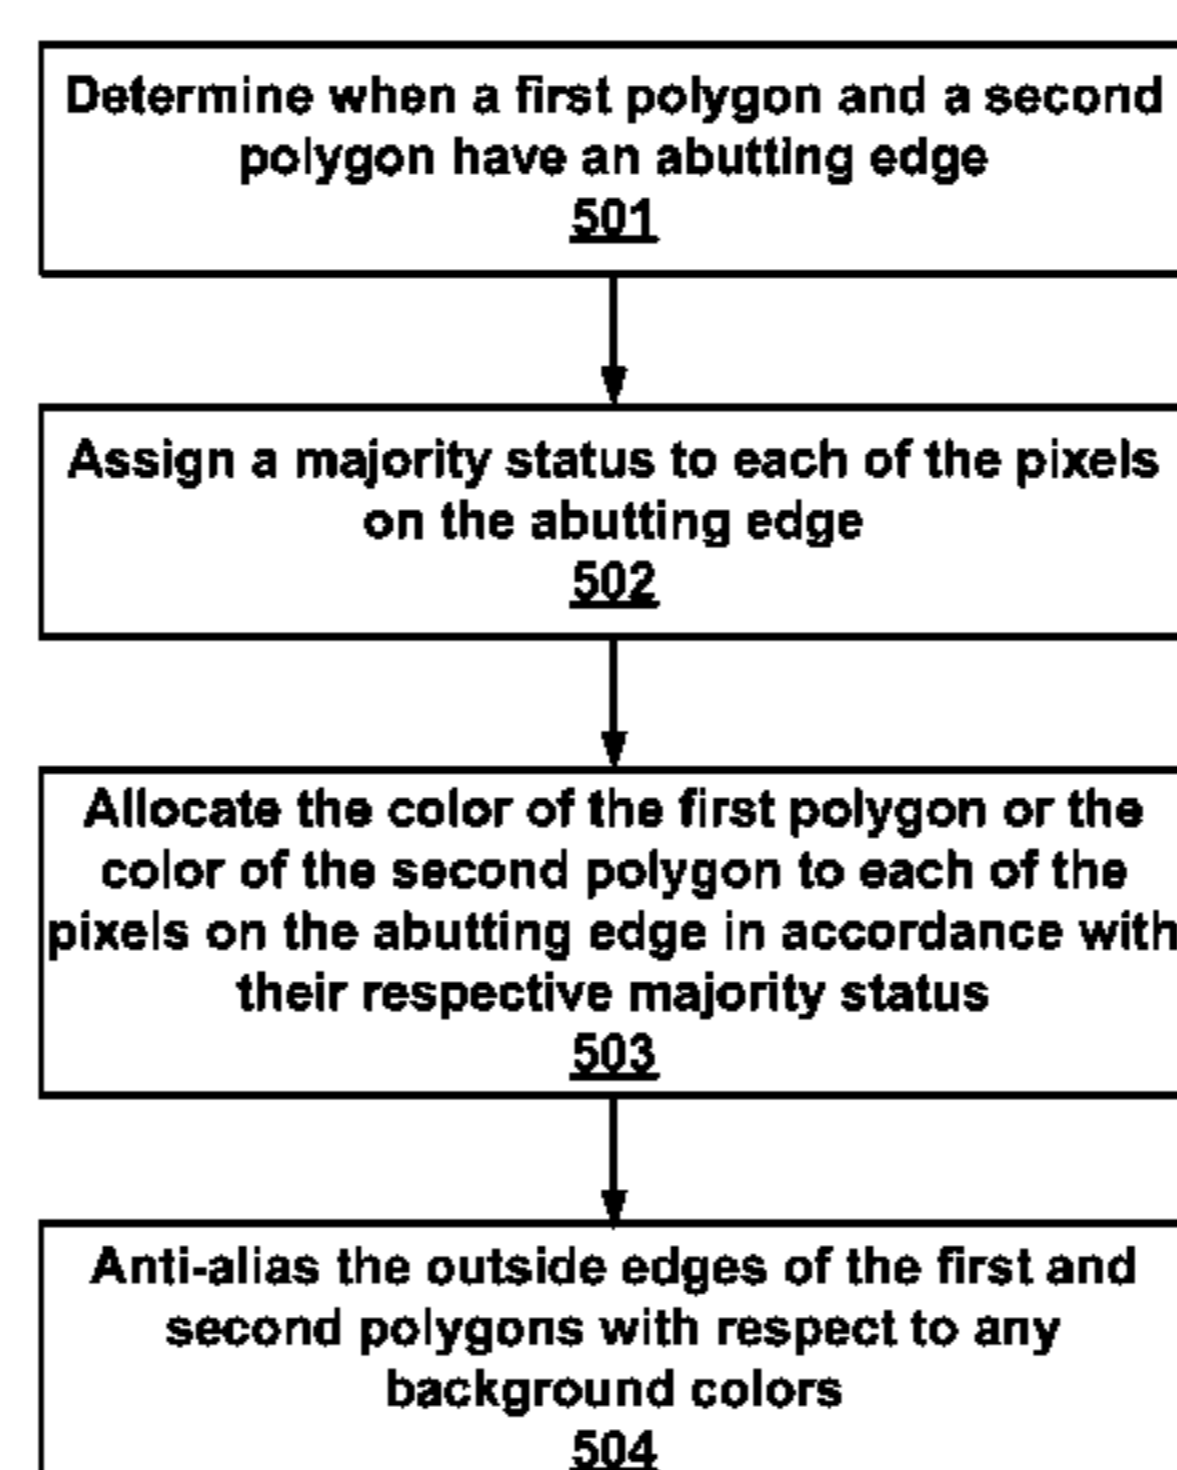 Determine when a first polygon and a second
polygon have an abutting edge
501
Assign a majority status to each of the pixels
on the abutting edge
502
Allocate the color of the first polygon or the
color of the second polygon to each of the
pixels on the abutting edge in accordance with
their respective majority status
503
Anti-alias the outside edges of the first and
second polygons with respect to any
background colors
504